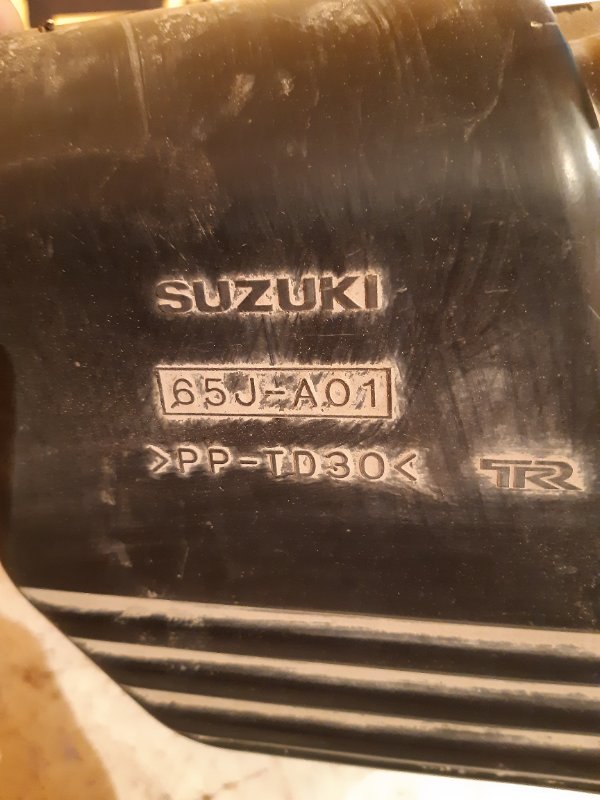 SUZUKI
65J-A01
>PP-TD30<
TR